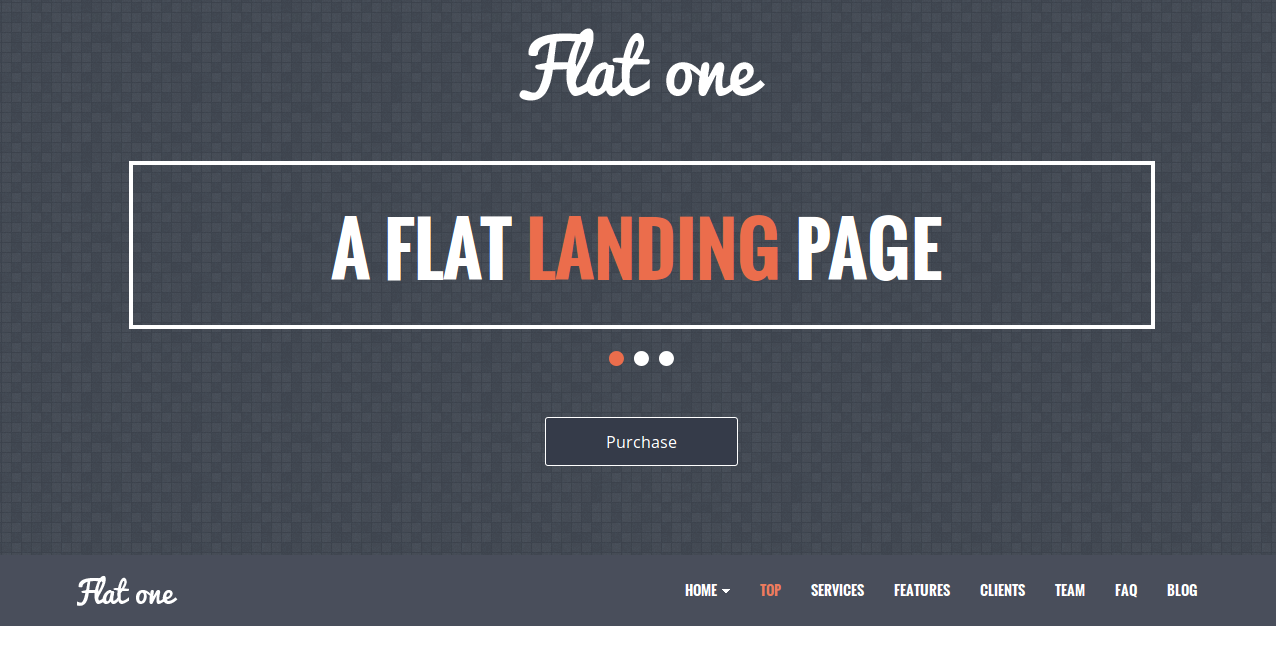 Flat one
A FLAT LANDING PAGE
Purchase
Flat one
HOME TOP SERVICES FEATURES CLIENTS TEAM FAQ BLOG